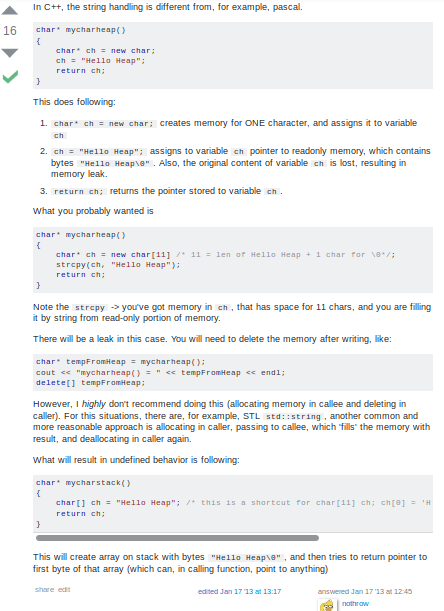 In C++, the string handling is different from, for example, pascal.
char* mycharheap()
{
    char* ch = new char;
    ch = "Hello Heap";
    return ch;
}
16
This does following:
1. char* ch = new char; creates memory for ONE character, and assigns it to variable
ch
2. ch = "Hello Heap"; assigns to variable ch pointer to readonly memory, which contains
bytes "Hello Heap\0". Also, the original content of variable ch is lost, resulting in
memory leak.
3. return ch; returns the pointer stored to variable ch.
What you probably wanted is
char* mycharheap()
{
    char* ch = new char[11] /* 11 = len of Hello Heap + 1 char for \0*/;
    strcpy(ch, "Hello Heap");
    return ch;
}
Note the strcpy -> you've got memory in ch, that has space for 11 chars, and you are filling
it by string from read-only portion of memory.
There will be a leak in this case. You will need to delete the memory after writing, like:
char* tempFromHeap = mycharheap();
cout << "mycharheap() = " << tempFromHeap << endl;
delete[] tempFromHeap;
However, I highly don't recommend doing this (allocating memory in callee and deleting in
caller). For this situations, there are, for example, STL std::string, another common and
more reasonable approach is allocating in caller, passing to callee, which 'fills' the memory with
result, and deallocating in caller again.
What will result in undefined behavior is following:
char* mycharstack()
{
    char[] ch = "Hello Heap"; /* this is a shortcut for char[11] ch; ch[0] = 'H
    return ch;
}
This will create array on stack with bytes "Hello Heap\0", and then tries to return pointer to
first byte of that array (which can, in calling function, point to anything)
share edit
edited Jan 17 '13 at 13:17
answered Jan 17 '13 at 12:45
nothrow